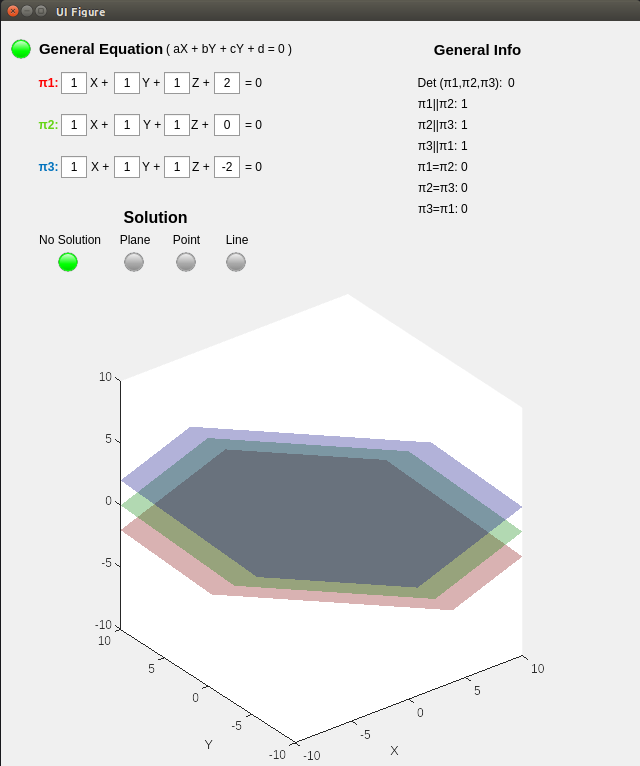 UI Figure
General Equation ( aX + bY + cY + d = 0 )
General Info
π1: 1 X + 1 Y + 1 Z + 2 = 0
π2: 1 X + 1 Y + 1 Z + 0 = 0
π3: 1 X + 1 Y + 1 Z + -2 = 0
Det (π1,π2,π3): 0
π1||π2: 1
π2||π3: 1
π3||π1: 1
π1=π2: 0
π2=π3: 0
π3=π1: 0
Solution
No Solution Plane Point Line
10
5
0
-5
-10
10
5
0
-5
-10
Y
-10
-5
0
5
10
X